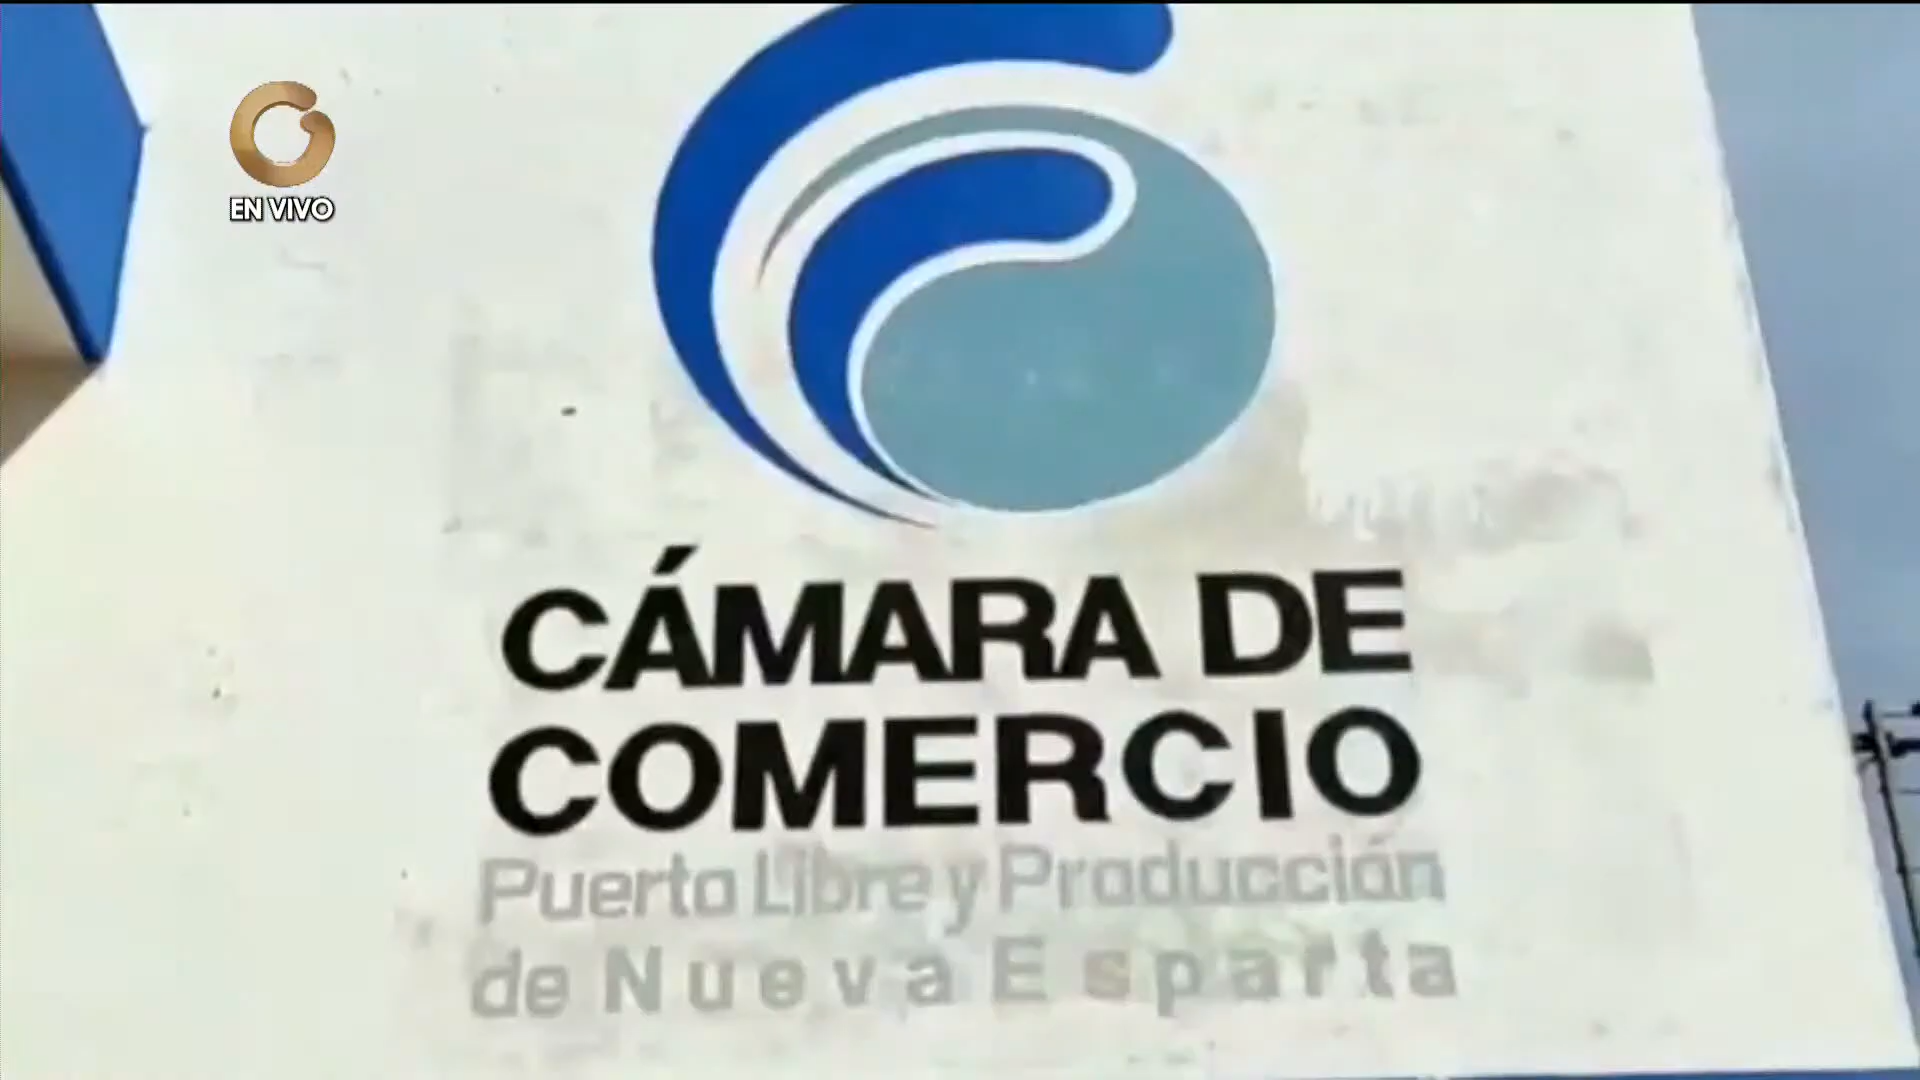 EN VIVO
CÁMARA DE
COMERCIO
Puerto Libre y Producción
de Nueva Esparta